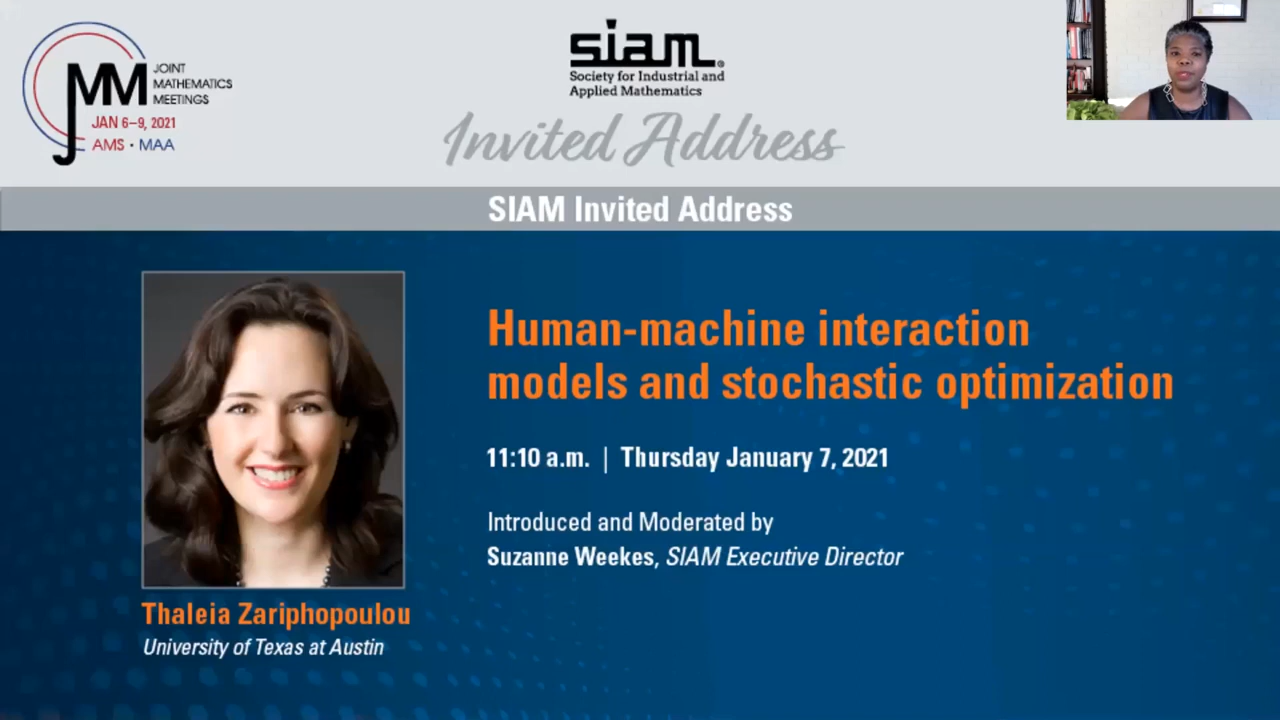 JMM
JOINT
MATHEMATICS
MEETINGS
JAN 6–9, 2021
AMS • MAA
siam®
Society for Industrial and
Applied Mathematics
Invited Address
SIAM Invited Address
Human-machine interaction
models and stochastic optimization
11:10 a.m. | Thursday January 7, 2021
Introduced and Moderated by
Suzanne Weekes, SIAM Executive Director
Thaleia Zariphopoulou
University of Texas at Austin